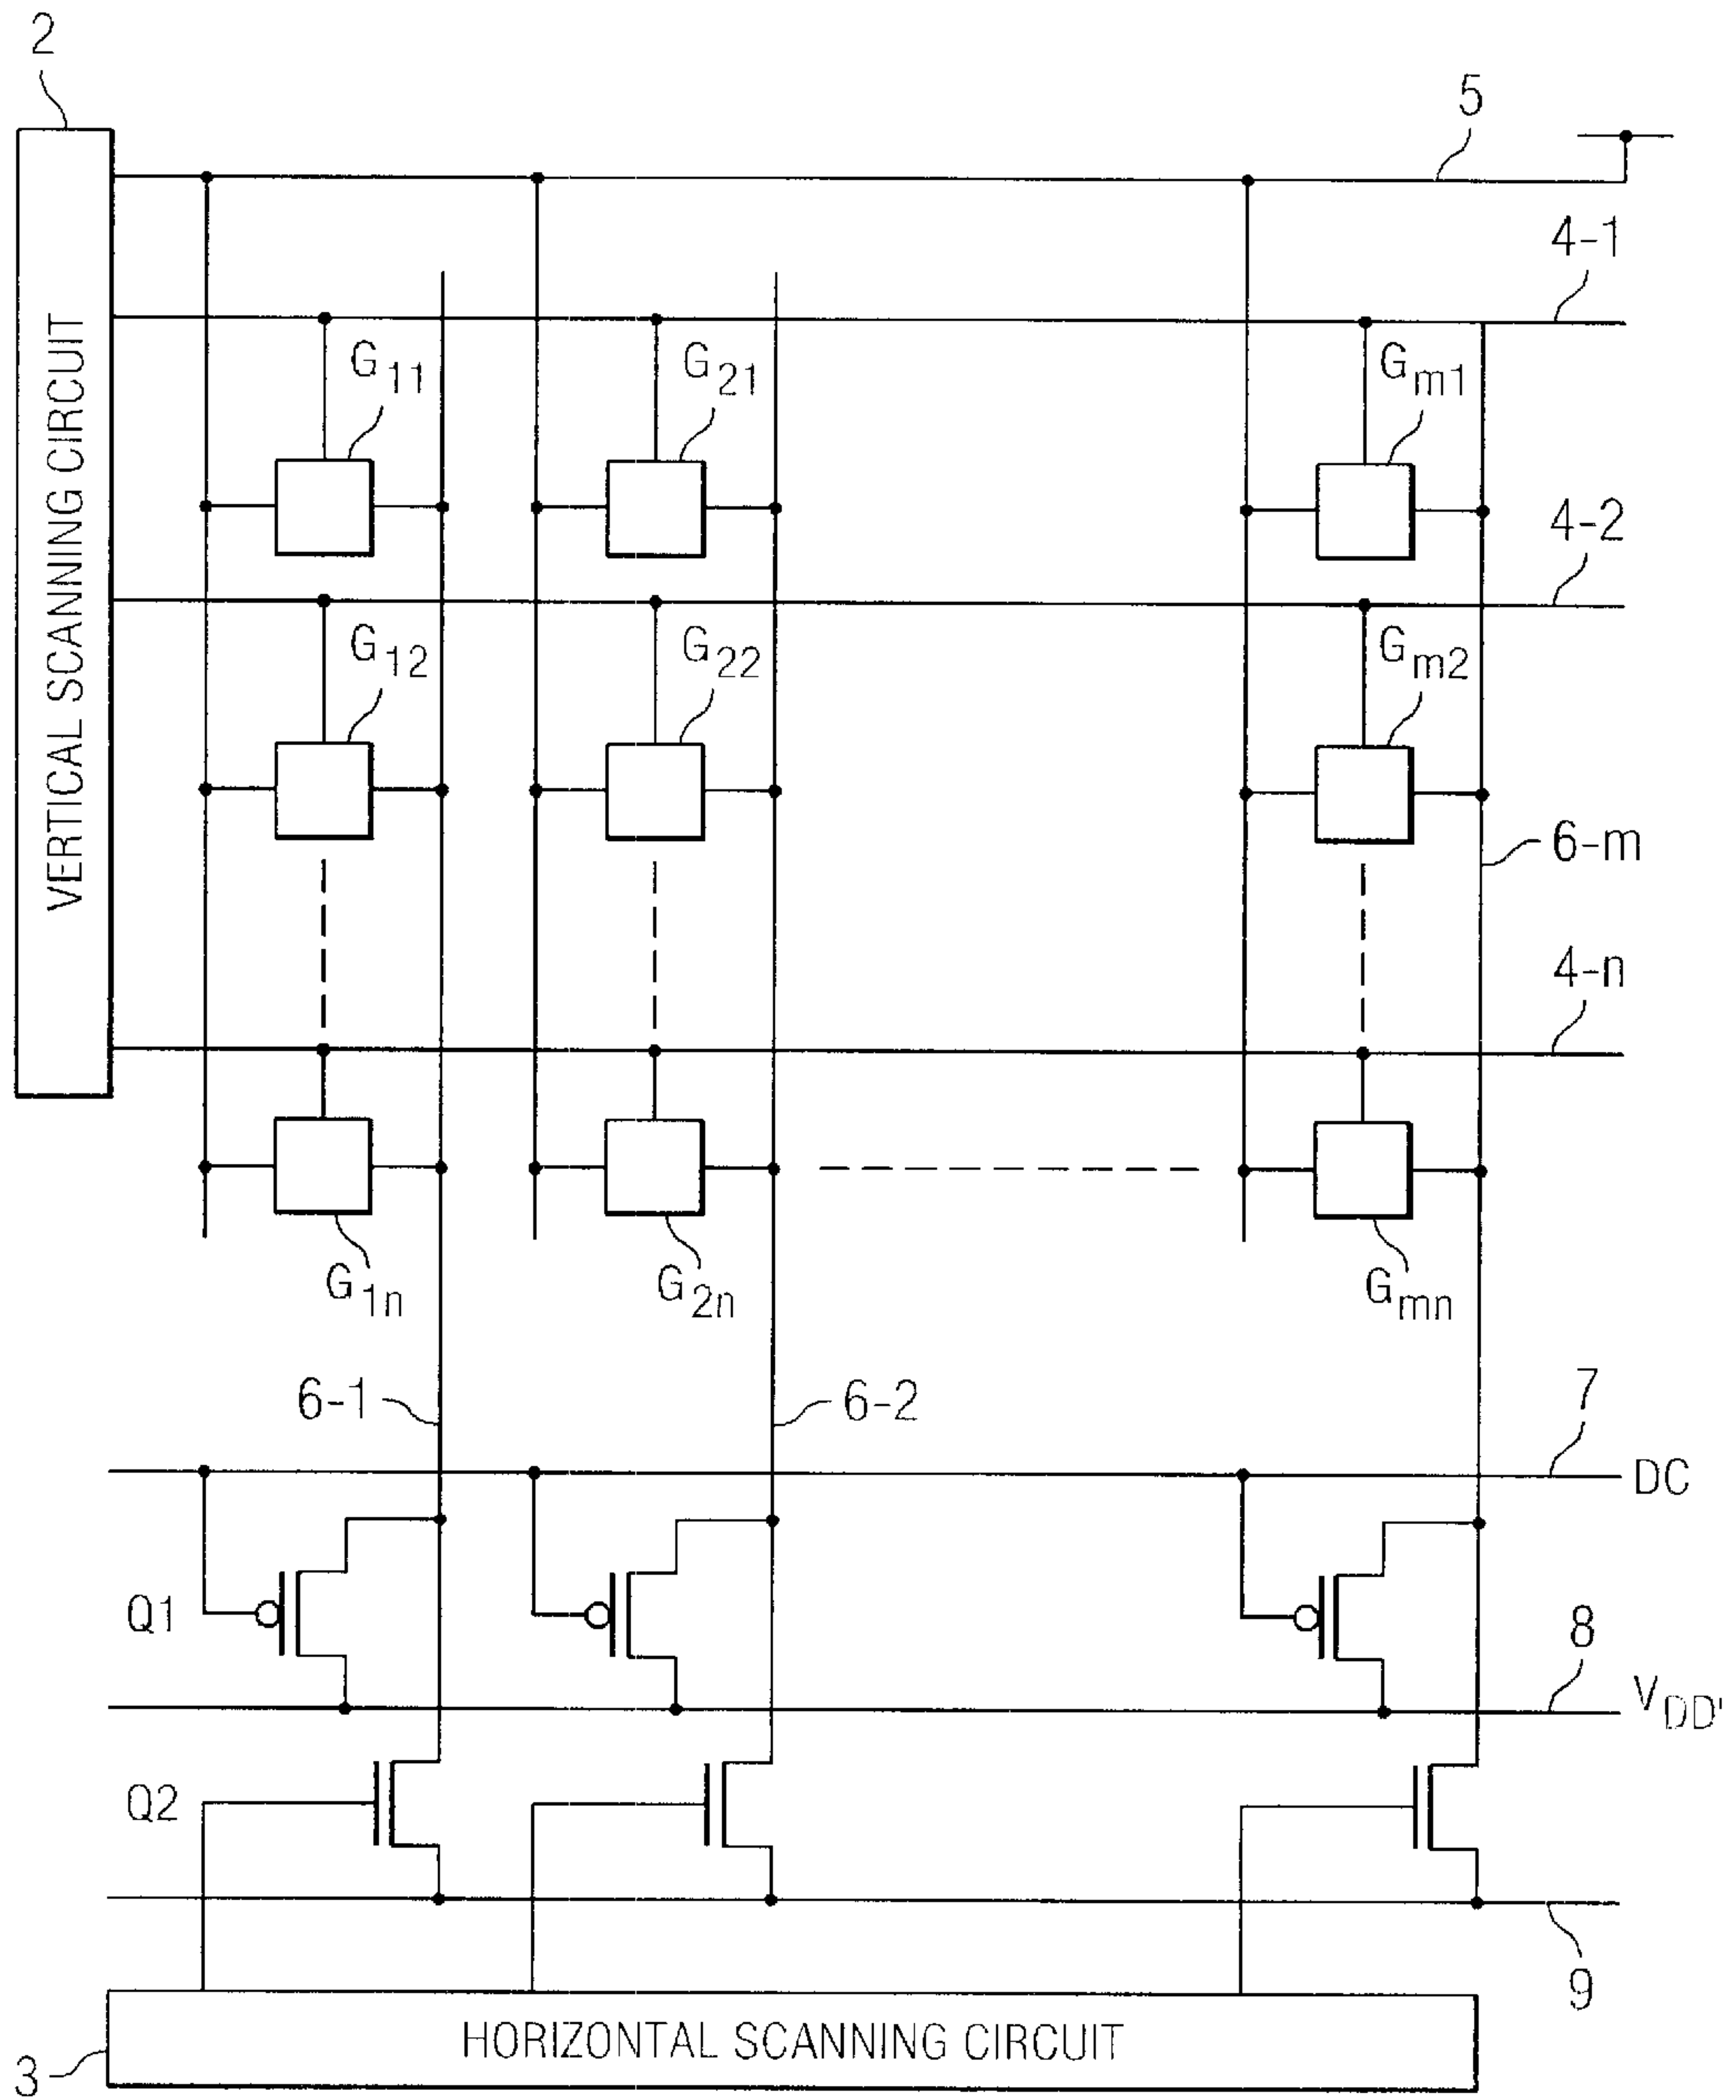 2
5
4-1
VERTICAL SCANNING CIRCUIT
G11
G21
Gm1
4-2
G12
G22
Gm2
6-m
4-n
G1n
G2n
Gmn
6-1
6-2
7
DC
Q1
8
VDD'
Q2
9
HORIZONTAL SCANNING CIRCUIT
3